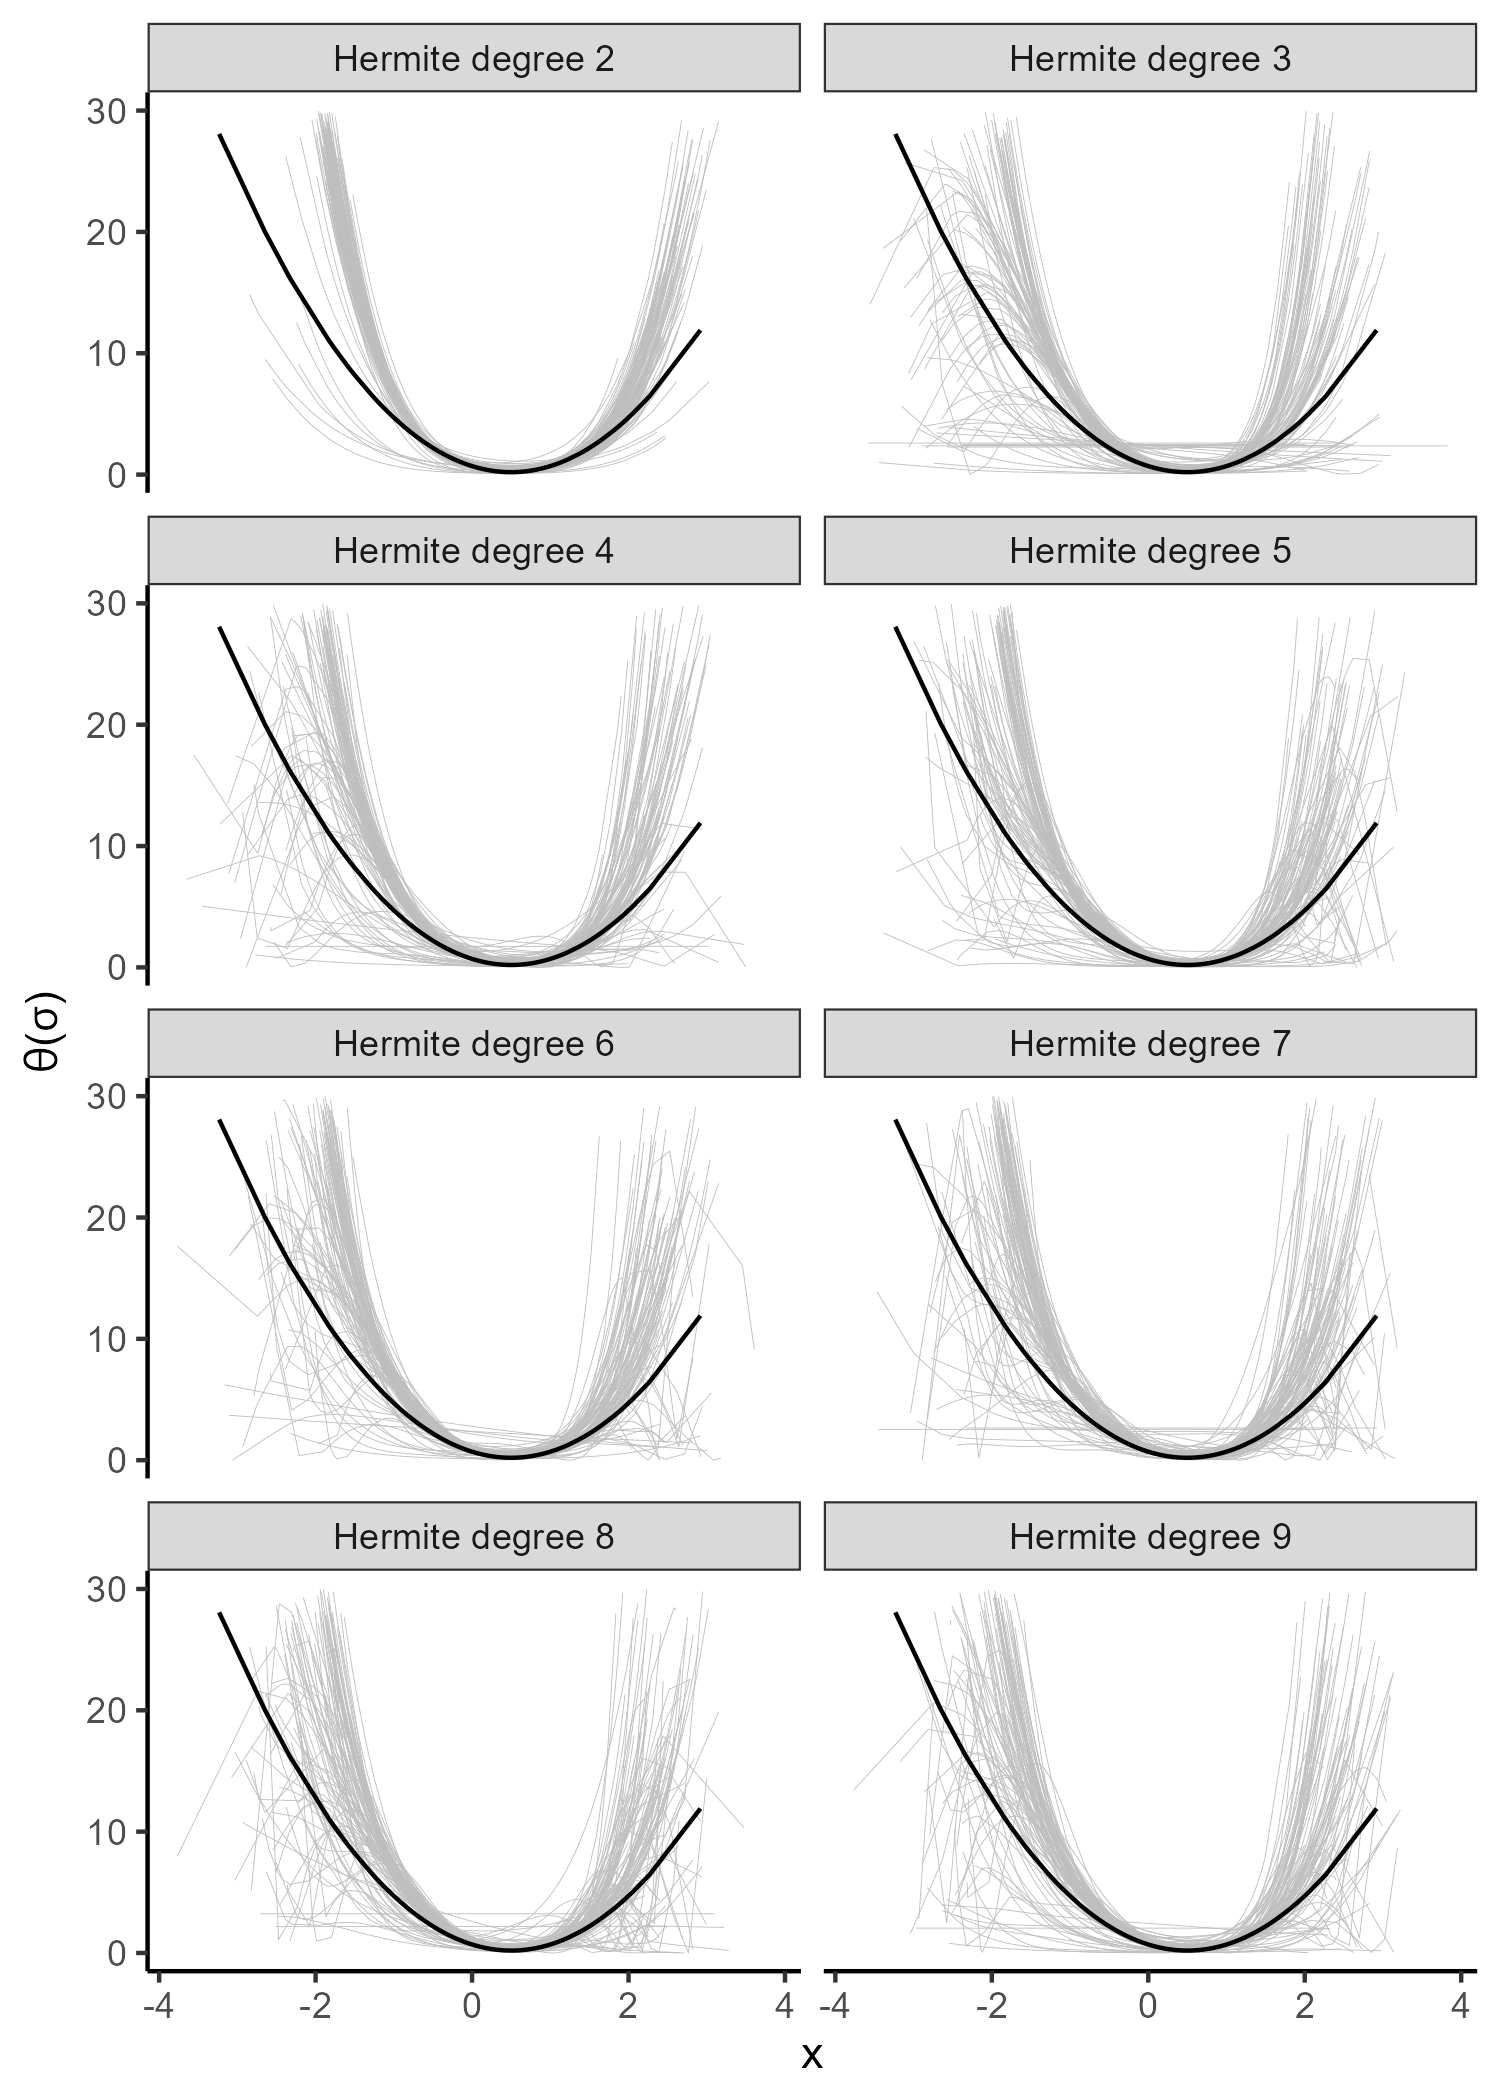 Hermite degree 2
Hermite degree 3
30
20
10
0
Hermite degree 4
Hermite degree 5
30
20
10
0
θ(σ)
Hermite degree 6
Hermite degree 7
30
20
10
0
Hermite degree 8
Hermite degree 9
30
20
10
0
-4 -2 0 2 4 -4 -2 0 2 4
x